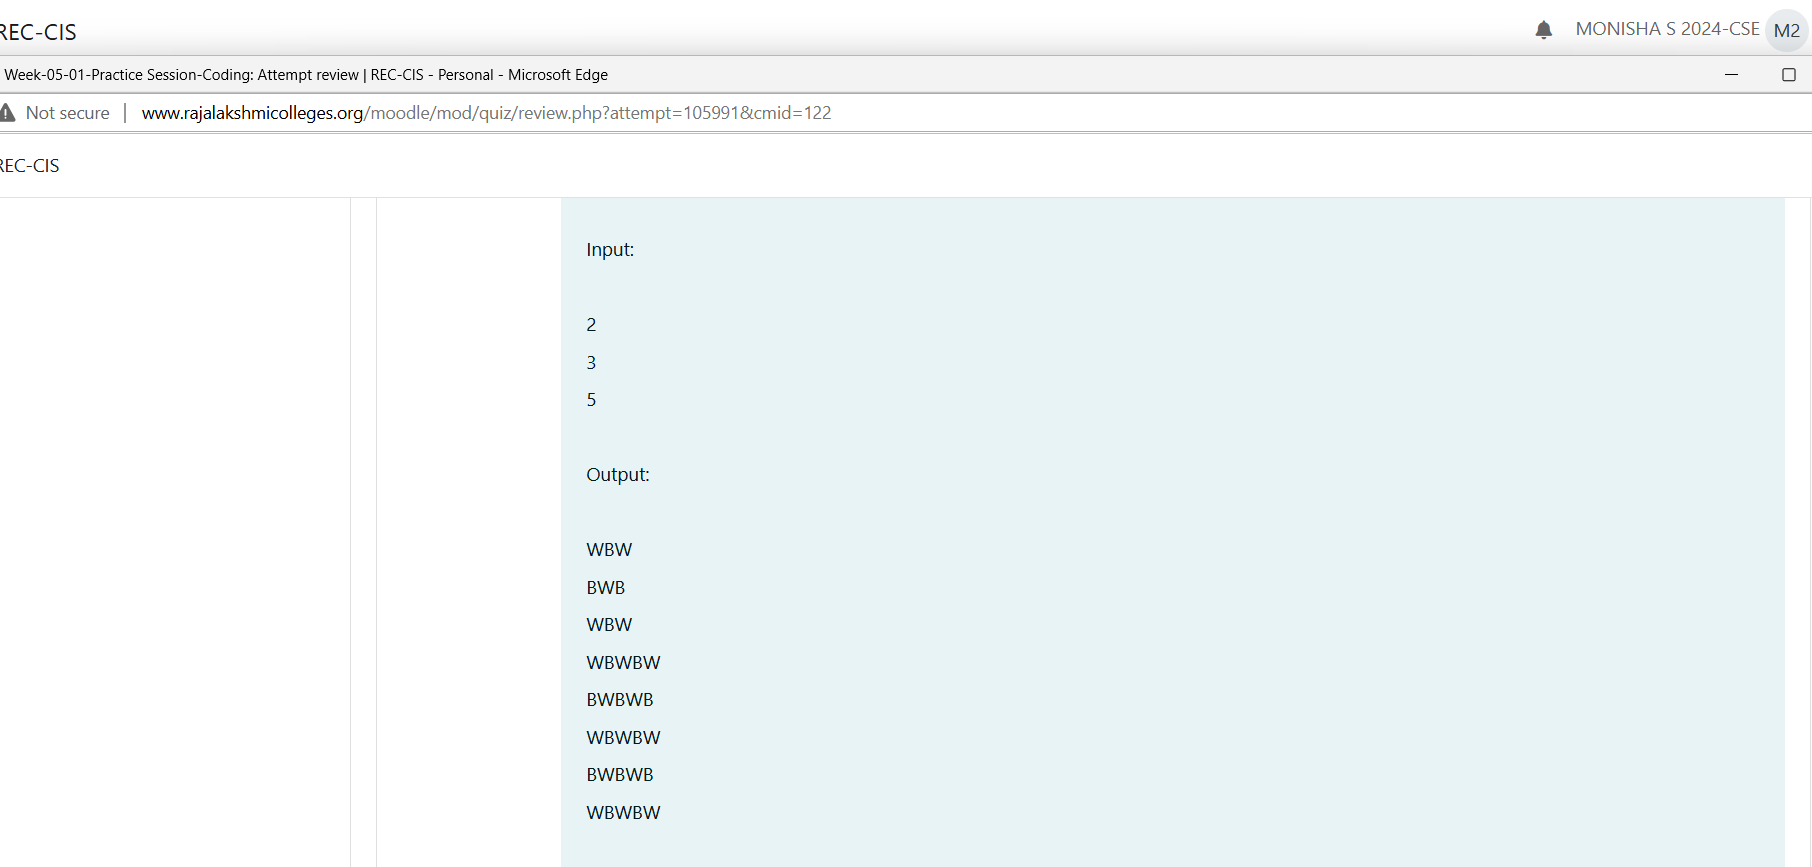 REC-CIS
MONISHA S 2024-CSE M2
Week-05-01-Practice Session-Coding: Attempt review | REC-CIS - Personal - Microsoft Edge
Not secure | www.rajalakshmicolleges.org/moodle/mod/quiz/review.php?attempt=105991&cmid=122
REC-CIS
Input:
2
3
5
Output:
WBW
BWB
WBW
WBWBW
BWBWB
WBWBW
BWBWB
WBWBW